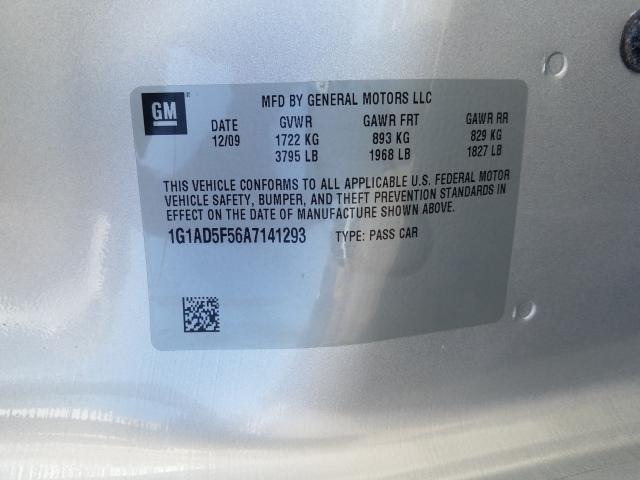 GM® MFD BY GENERAL MOTORS LLC
DATE GVWR GAWR FRT GAWR RR
12/09 1722 KG 893 KG 829 KG
3795 LB 1968 LB 1827 LB
THIS VEHICLE CONFORMS TO ALL APPLICABLE U.S. FEDERAL MOTOR
VEHICLE SAFETY, BUMPER, AND THEFT PREVENTION STANDARDS IN
EFFECT ON THE DATE OF MANUFACTURE SHOWN ABOVE.
1G1AD5F56A7141293 TYPE: PASS CAR